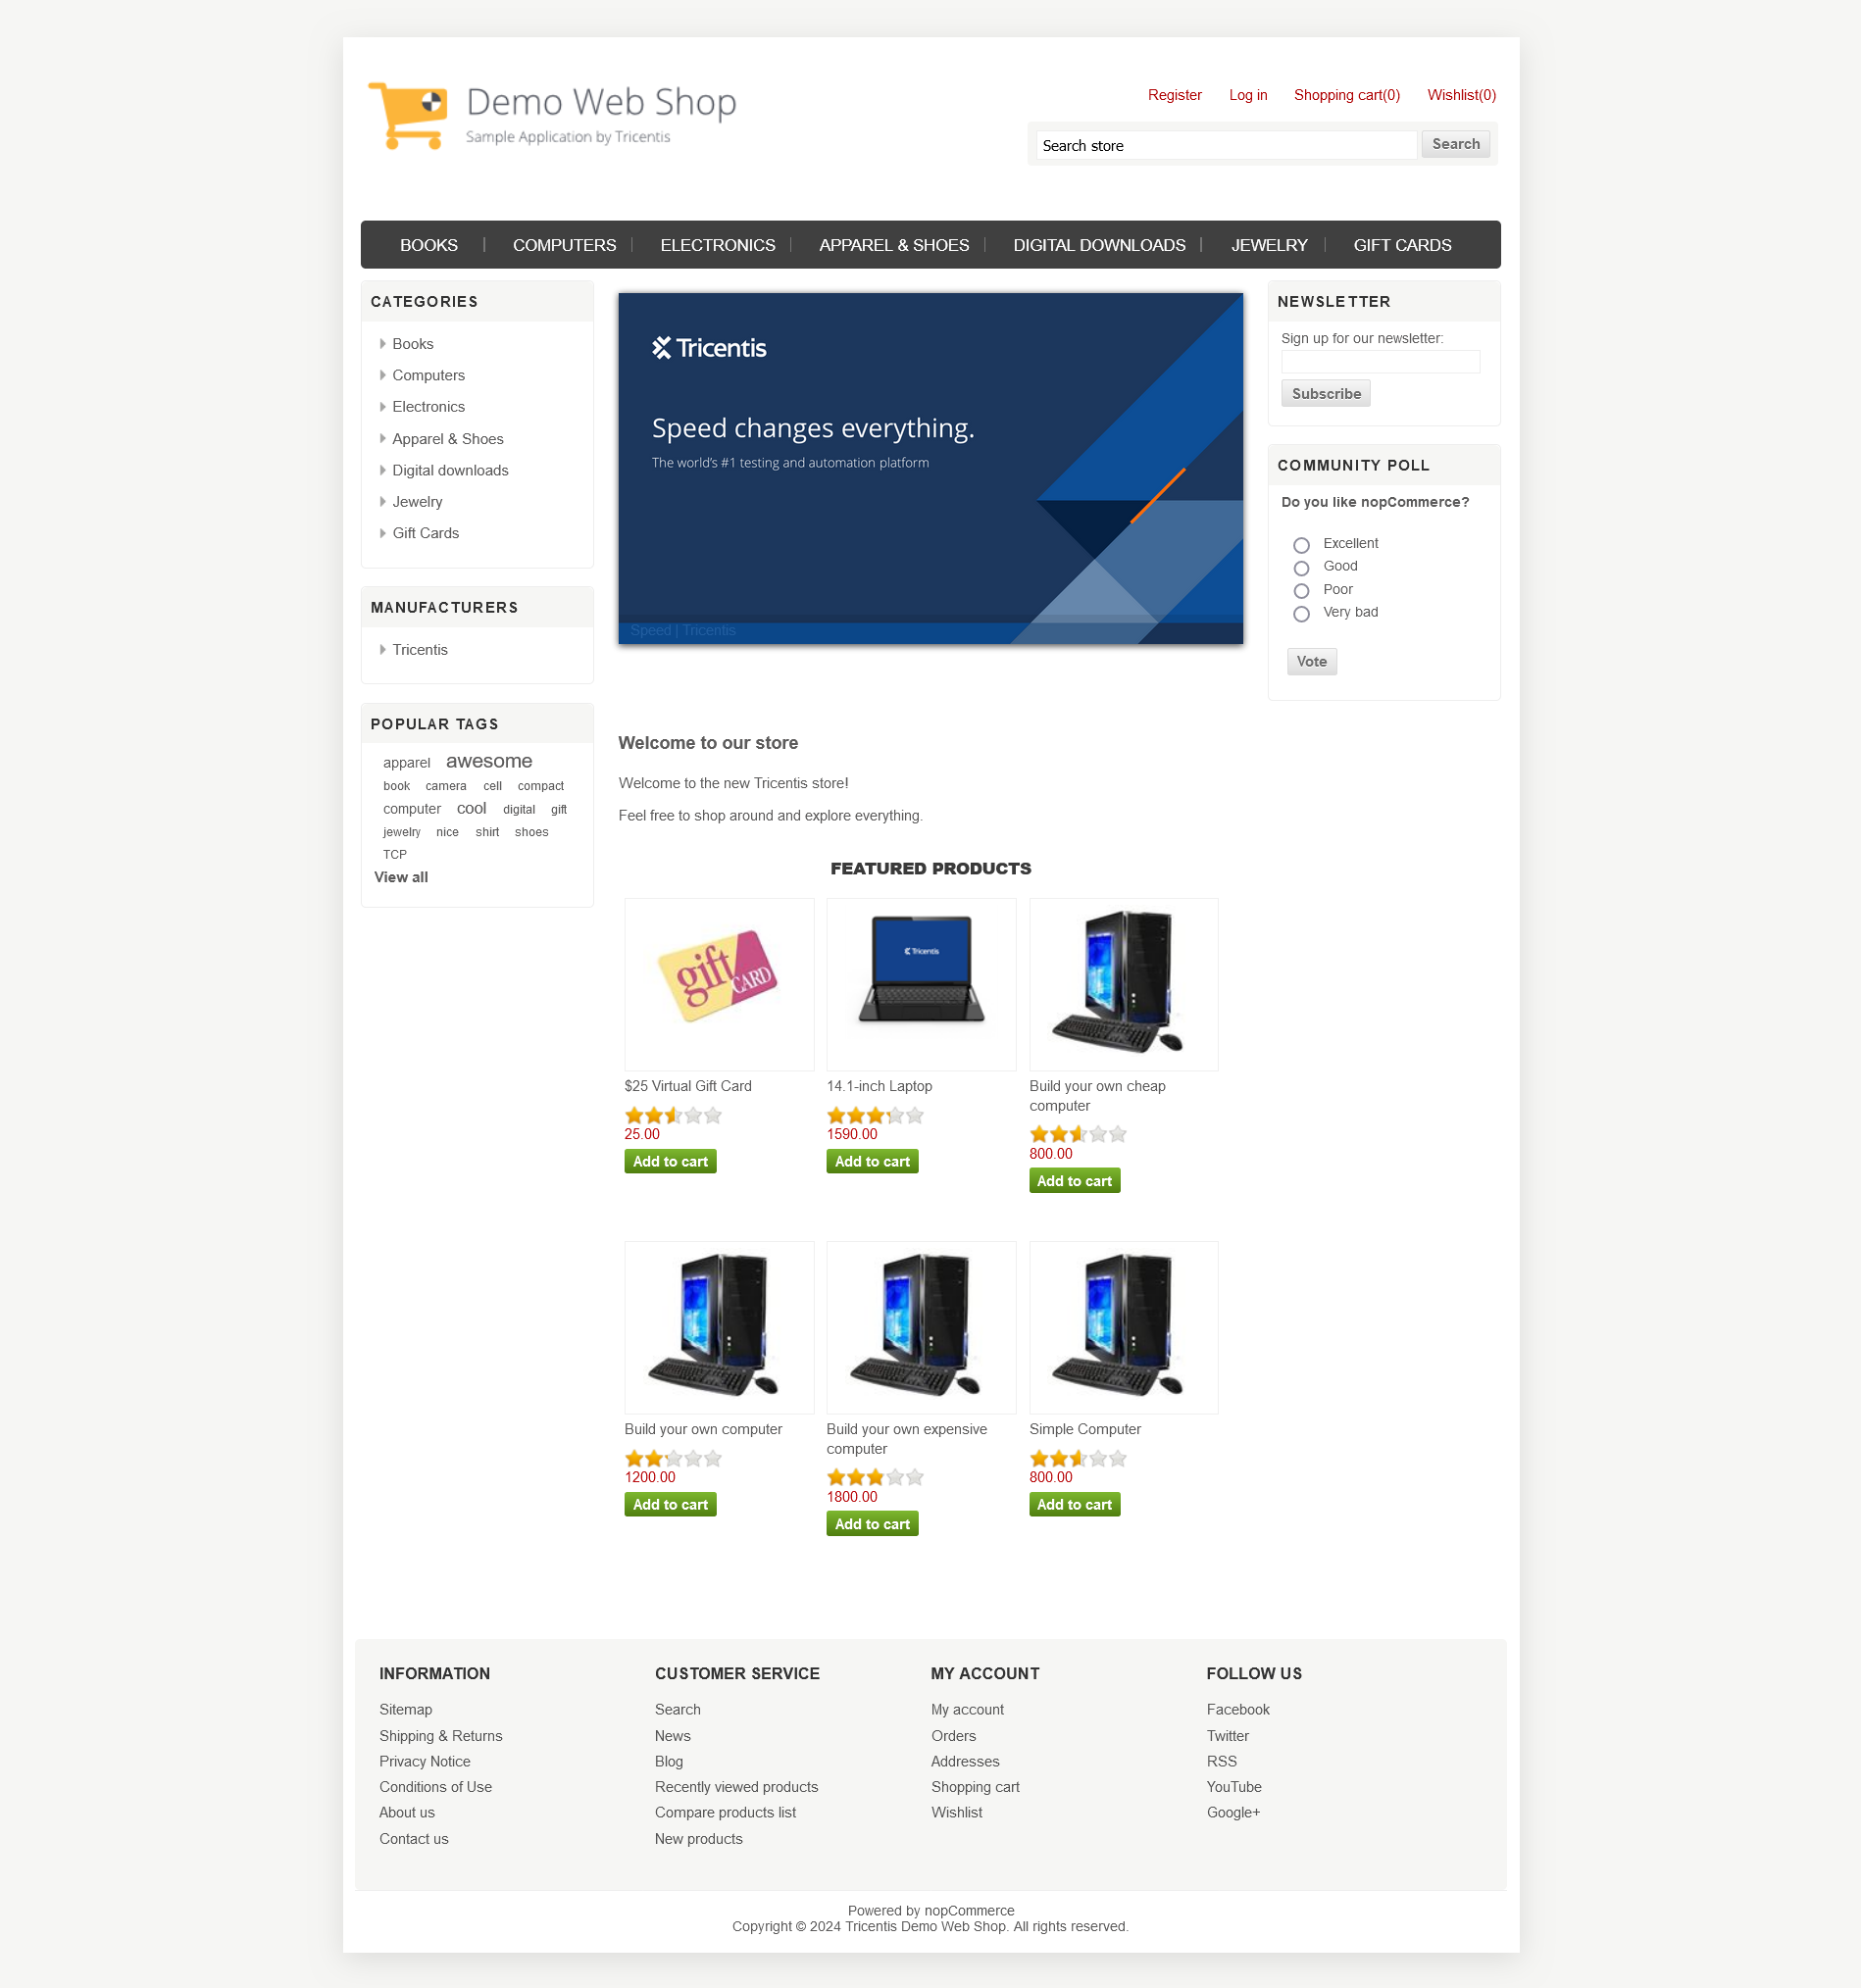 Demo Web Shop
Sample Application by Tricentis
Register Log in Shopping cart(0) Wishlist(0)
Search store Search
BOOKS COMPUTERS ELECTRONICS APPAREL & SHOES DIGITAL DOWNLOADS JEWELRY GIFT CARDS
CATEGORIES
Books
Computers
Electronics
Apparel & Shoes
Digital downloads
Jewelry
Gift Cards
MANUFACTURERS
Tricentis
POPULAR TAGS
apparel awesome
book camera cell compact
computer cool digital gift
jewelry nice shirt shoes
TCP
View all
Tricentis
Speed changes everything.
The world's #1 testing and automation platform
Speed | Tricentis
NEWSLETTER
Sign up for our newsletter:
Subscribe
COMMUNITY POLL
Do you like nopCommerce?
Excellent
Good
Poor
Very bad
Vote
Welcome to our store
Welcome to the new Tricentis store!
Feel free to shop around and explore everything.
FEATURED PRODUCTS
gift
CARD
$25 Virtual Gift Card
25.00
Add to cart
Tricentis
14.1-inch Laptop
1590.00
Add to cart
Build your own cheap
computer
800.00
Add to cart
Build your own computer
1200.00
Add to cart
Build your own expensive
computer
1800.00
Add to cart
Simple Computer
800.00
Add to cart
INFORMATION
Sitemap
Shipping & Returns
Privacy Notice
Conditions of Use
About us
Contact us
CUSTOMER SERVICE
Search
News
Blog
Recently viewed products
Compare products list
New products
MY ACCOUNT
My account
Orders
Addresses
Shopping cart
Wishlist
FOLLOW US
Facebook
Twitter
RSS
YouTube
Google+
Powered by nopCommerce
Copyright © 2024 Tricentis Demo Web Shop. All rights reserved.